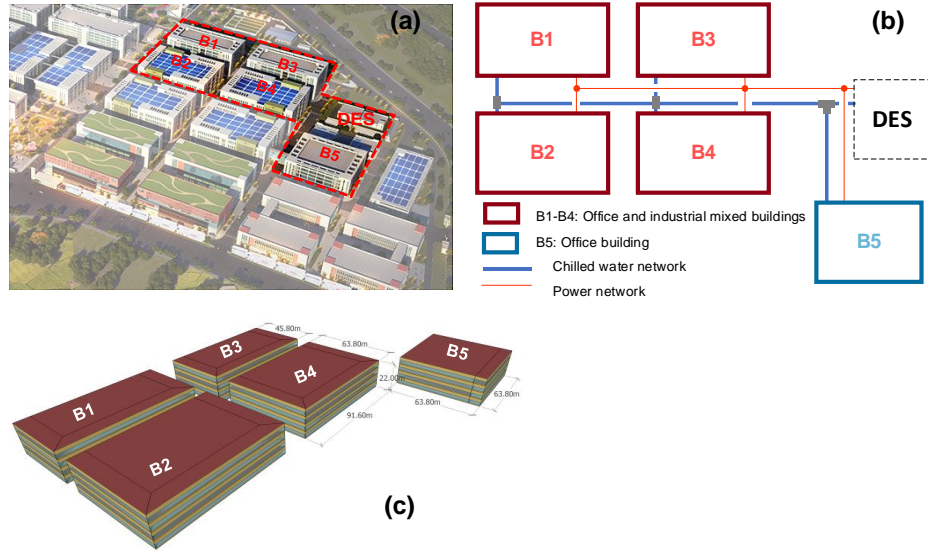 (a)
B1
B3
B2
B4
DES
B5
(b)
B1
B3
DES
B2
B4
B5
B1-B4: Office and industrial mixed buildings
B5: Office building
Chilled water network
Power network
45.80m
63.80m
B3
B5
B4
22.00m
63.80m
63.80m
91.60m
B1
B2
(c)